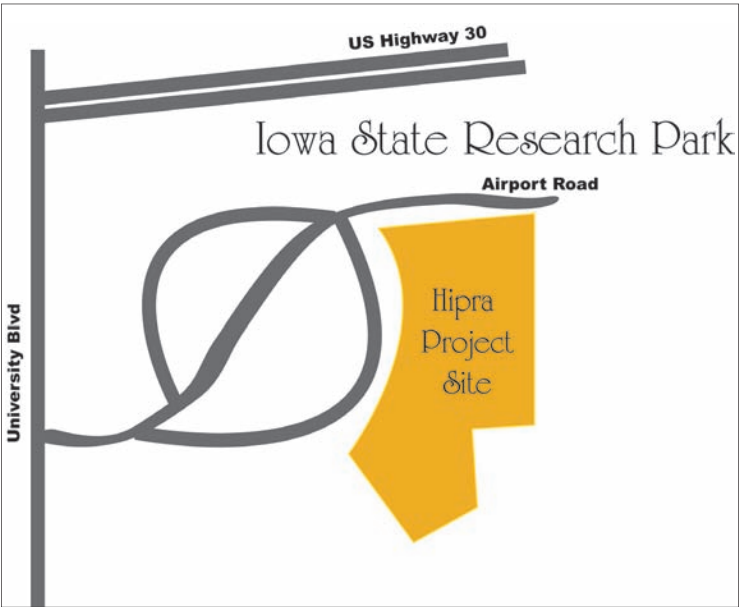 US Highway 30
Iowa State Research Park
Airport Road
Hipra
Project
Site
University Blvd